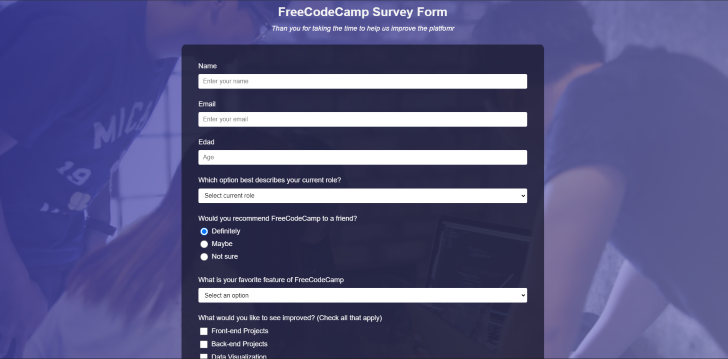 FreeCodeCamp Survey Form
Than you for taking the time to help us improve the platfomr
Name
Enter your name
Email
Enter your email
Edad
Age
Which option best describes your current role?
Select current role
Would you recommend FreeCodeCamp to a friend?
Definitely
Maybe
Not sure
What is your favorite feature of FreeCodeCamp
Select an option
What would you like to see improved? (Check all that apply)
Front-end Projects
Back-end Projects
Data Visualization
MICA
19